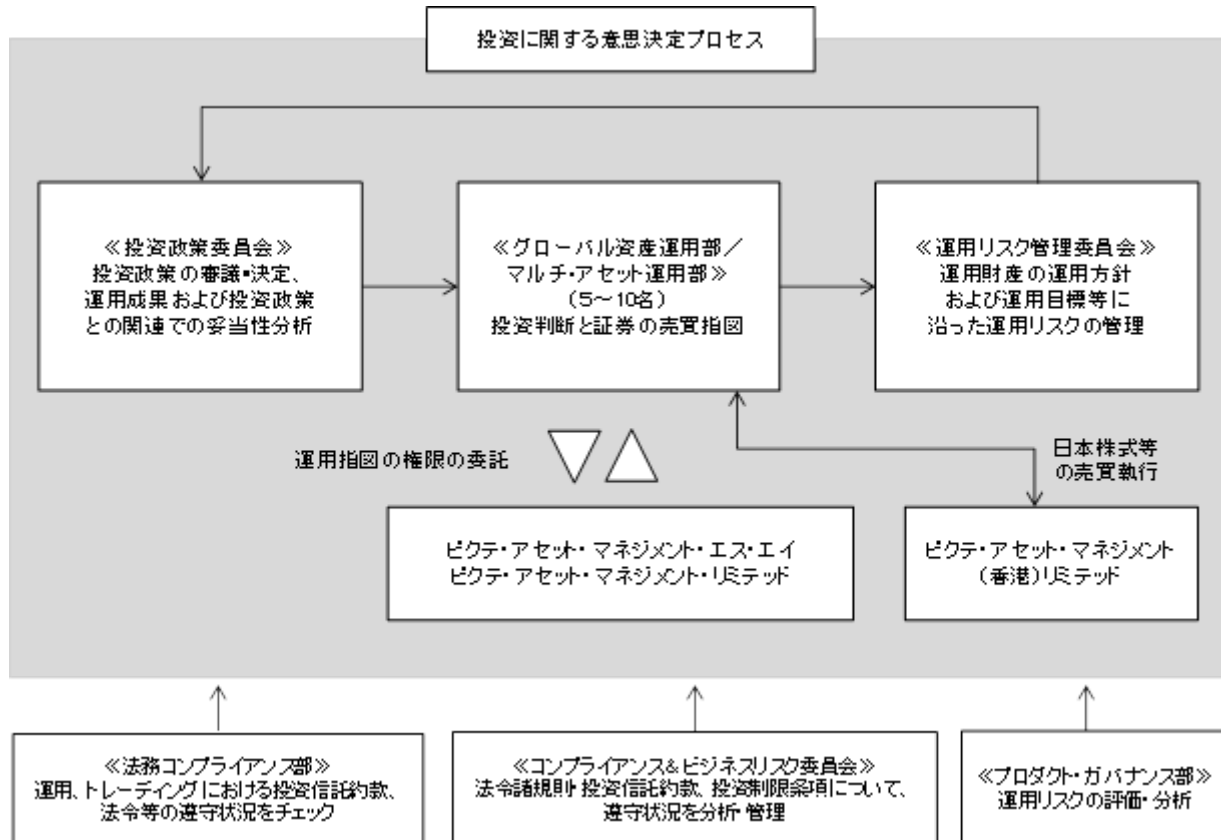 投資に関する意思決定プロセス
≪投資政策委員会≫
投資政策の審議・決定、
運用成果および投資政策
との関連での妥当性分析
≪グローバル資産運用部／
マルチ・アセット運用部≫
（5～10名）
投資判断と証券の売買指図
≪運用リスク管理委員会≫
運用財産の運用方針
および運用目標等に
沿った運用リスクの管理
運用指図の権限の委託
日本株式等
の売買執行
ピクテ・アセット・マネジメント・エス・エイ
ピクテ・アセット・マネジメント・リミテッド
ピクテ・アセット・マネジメント
（香港）リミテッド
≪法務コンプライアンス部≫
運用、トレーディングにおける投資信託約款、
法令等の遵守状況をチェック
≪コンプライアンス&ビジネスリスク委員会≫
法令諸規則・投資信託約款、投資制限条項について、
遵守状況を分析・管理
≪プロダクト・ガバナンス部≫
運用リスクの評価・分析